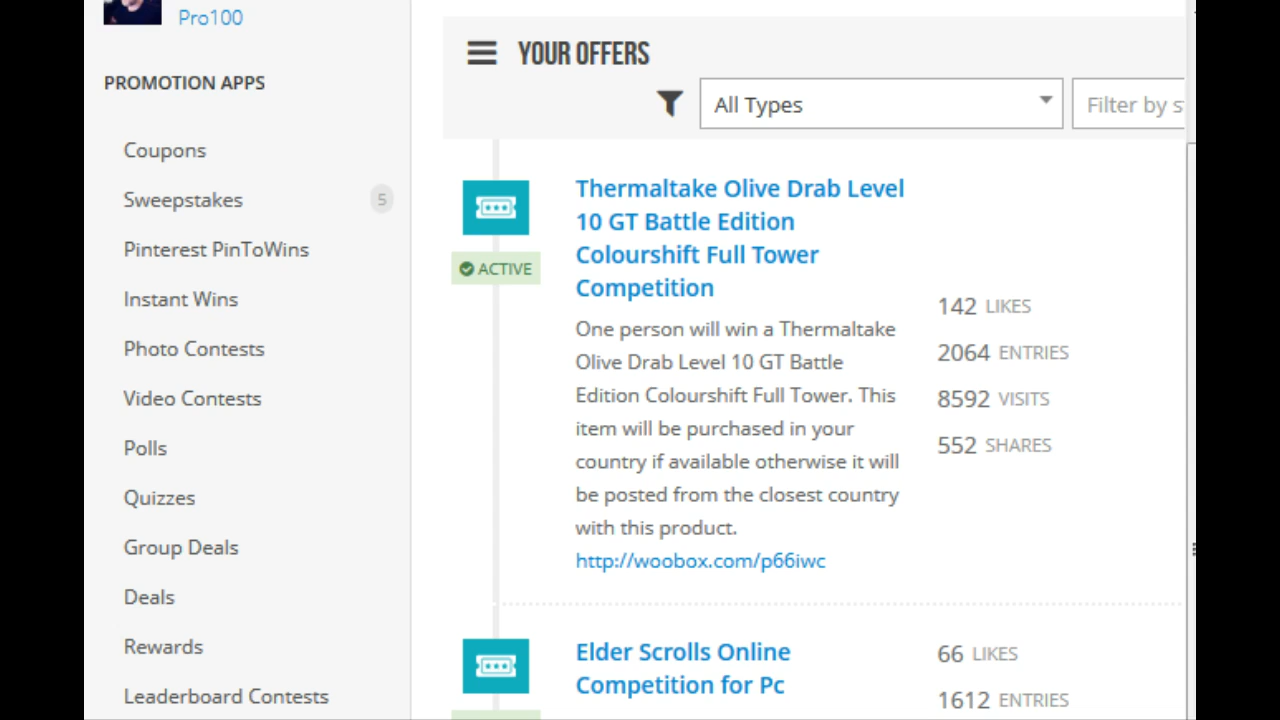 Pro100
PROMOTION APPS
Coupons
Sweepstakes 5
Pinterest PinToWins
Instant Wins
Photo Contests
Video Contests
Polls
Quizzes
Group Deals
Deals
Rewards
Leaderboard Contests
YOUR OFFERS
All Types
Filter by s
ACTIVE
Thermaltake Olive Drab Level
10 GT Battle Edition
Colourshift Full Tower
Competition
One person will win a Thermaltake
Olive Drab Level 10 GT Battle
Edition Colourshift Full Tower. This
item will be purchased in your
country if available otherwise it will
be posted from the closest country
with this product.
http://woobox.com/p66iwc
142 LIKES
2064 ENTRIES
8592 VISITS
552 SHARES
Elder Scrolls Online
Competition for Pc
66 LIKES
1612 ENTRIES